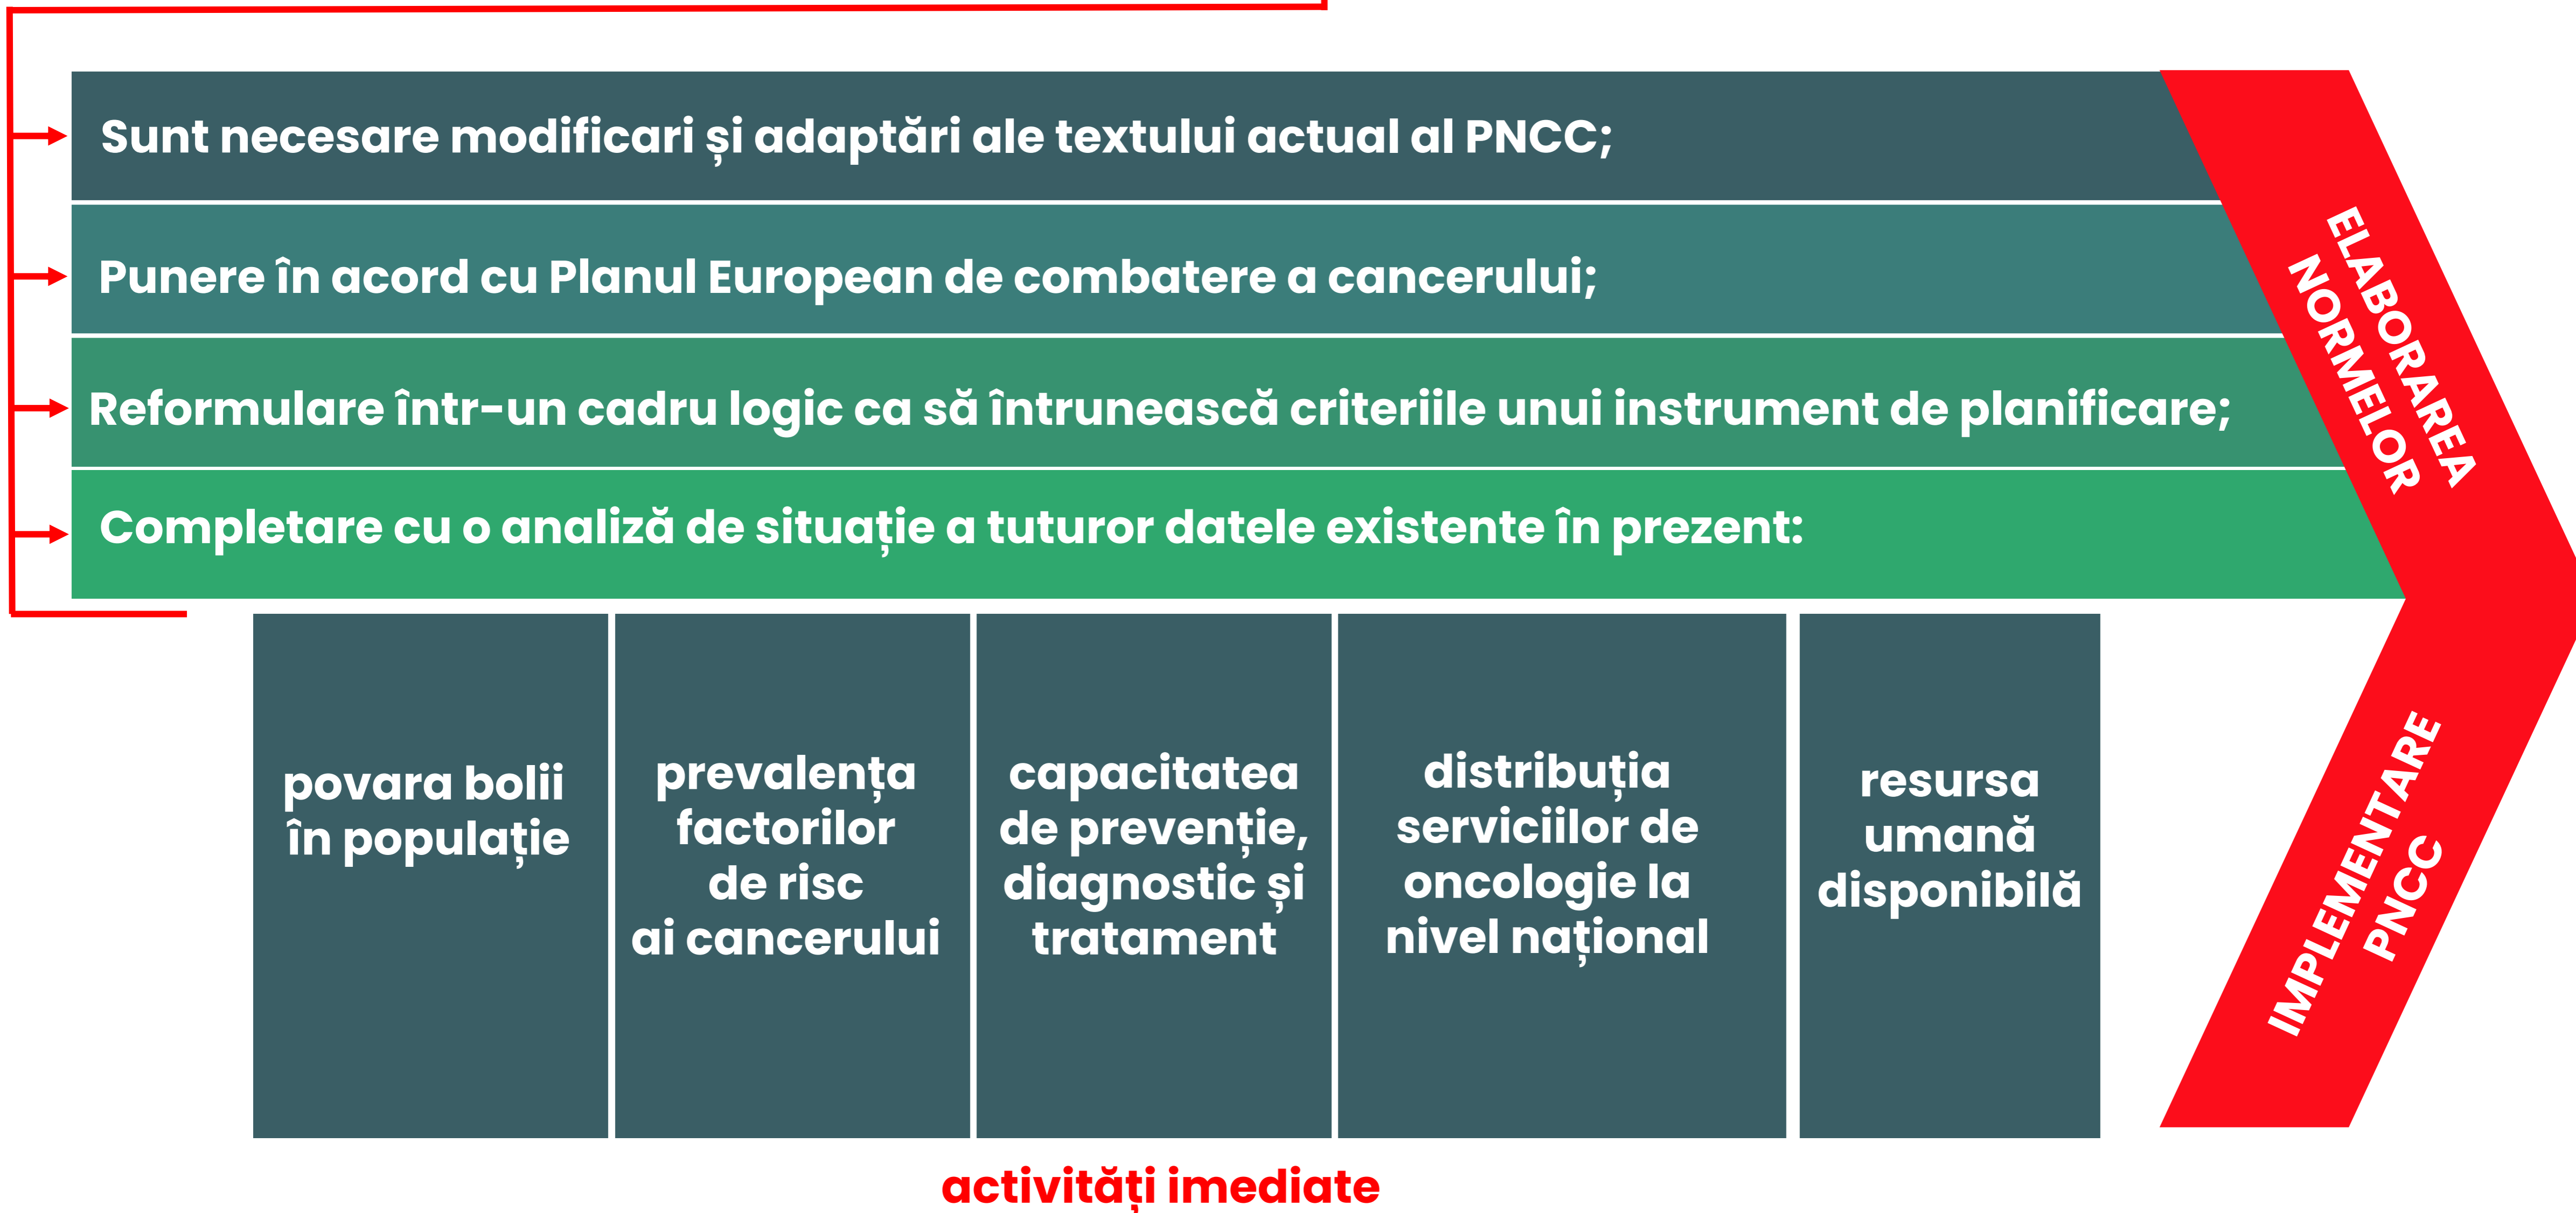 Sunt necesare modificari și adaptări ale textului actual al PNCC;
Punere în acord cu Planul European de combatere a cancerului;
Reformulare într-un cadru logic ca să întrunească criteriile unui instrument de planificare;
Completare cu o analiză de situație a tuturor datele existente în prezent:
ELABORAREA
NORMELOR
povara bolii
în populație
prevalența
factorilor
de risc
ai cancerului
capacitatea
de prevenție,
diagnostic și
tratament
distribuția
serviciilor de
oncologie la
nivel național
resursa
umană
disponibilă
IMPLEMENTARE
PNCC
activități imediate